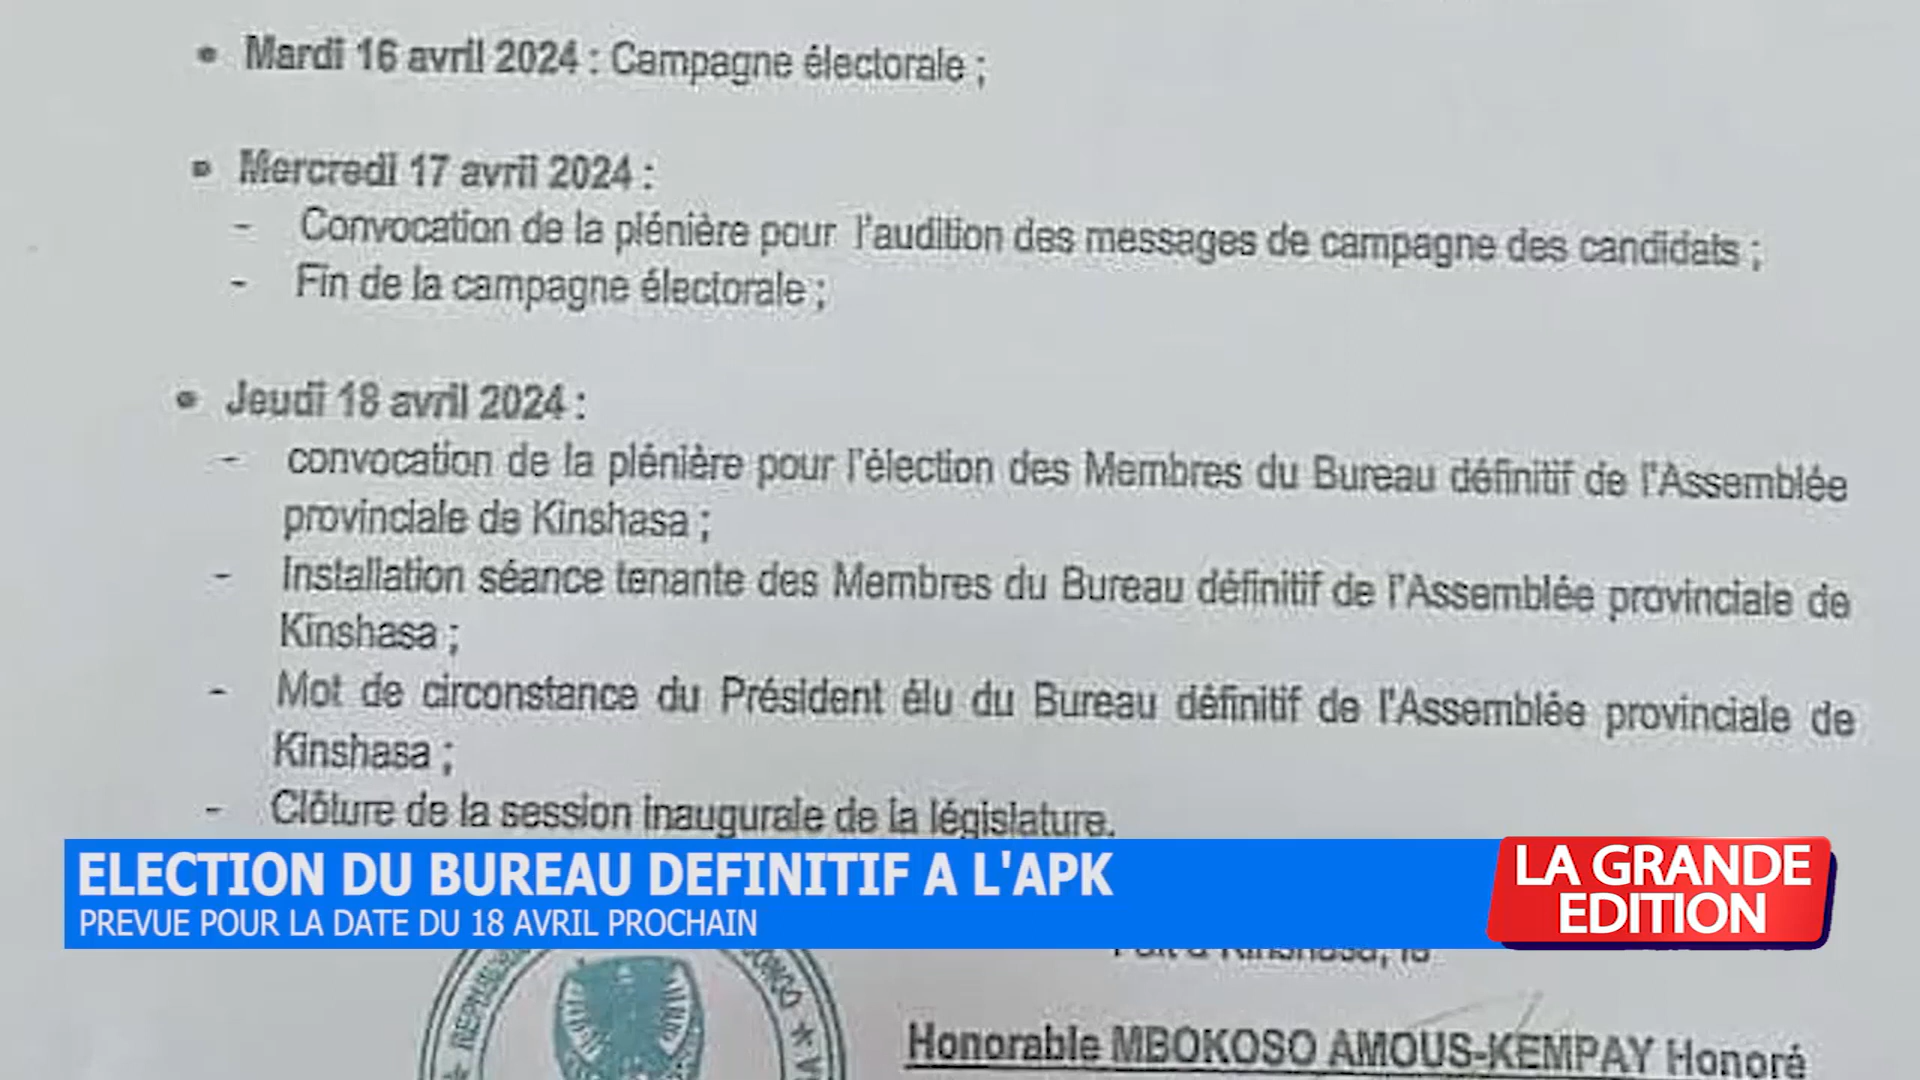 • Mardi 16 avril 2024 : Campagne électorale ;
• Mercredi 17 avril 2024 :
- Convocation de la plénière pour l'audition des messages de campagne des candidats ;
- Fin de la campagne électorale ;
• Jeudi 18 avril 2024 :
- convocation de la plénière pour l'élection des Membres du Bureau définitif de l'Assemblée
provinciale de Kinshasa ;
- Installation séance tenante des Membres du Bureau définitif de l'Assemblée provinciale de
Kinshasa ;
- Mot de circonstance du Président élu du Bureau définitif de l'Assemblée provinciale de
Kinshasa ;
- Clôture de la session inaugurale de la législature.
ELECTION DU BUREAU DEFINITIF A L'APK
PREVUE POUR LA DATE DU 18 AVRIL PROCHAIN
LA GRANDE
EDITION
Honorable MBOKOSO AMOUS-KEMPAY Honoré